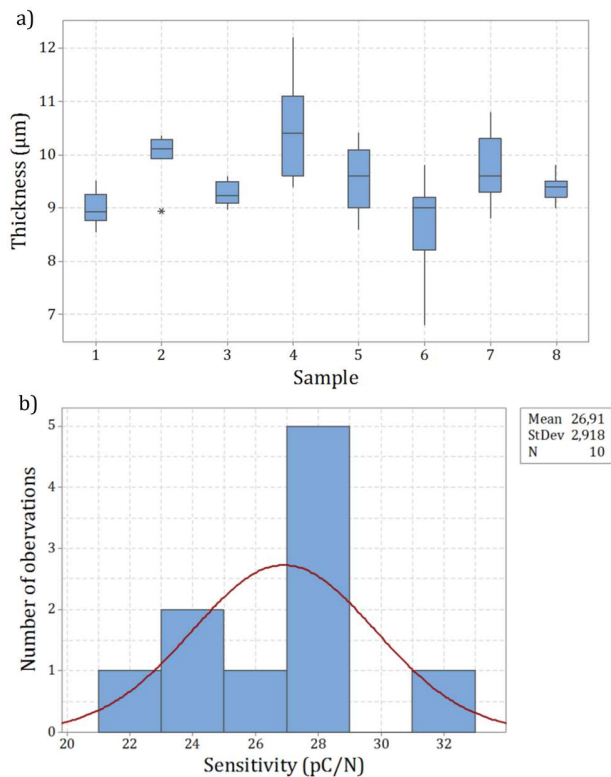 a)
12
11
10
9
8
7
Thickness (μm)
1 2 3 4 5 6 7 8
Sample
b)
5
4
3
2
1
0
Number of obervations
20 22 24 26 28 30 32
Sensitivity (pC/N)
Mean 26,91
StDev 2,918
N 10